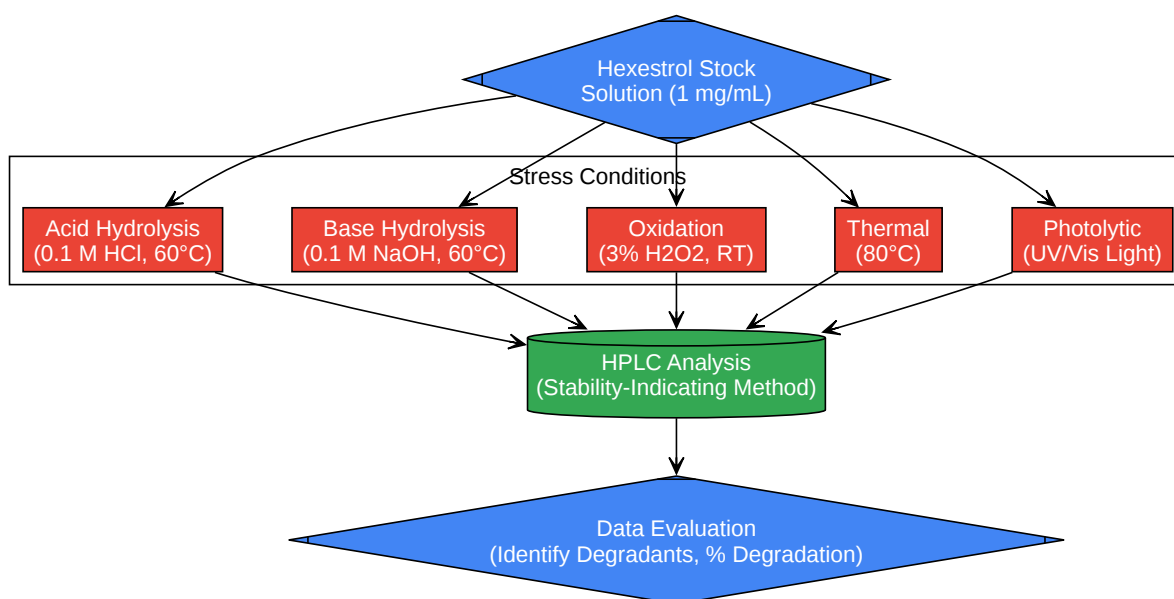 Hexestrol Stock
Solution (1 mg/mL)
Stress Conditions
Acid Hydrolysis
(0.1 M HCl, 60°C)
Base Hydrolysis
(0.1 M NaOH, 60°C)
Oxidation
(3% H2O2, RT)
Thermal
(80°C)
Photolytic
(UV/Vis Light)
HPLC Analysis
(Stability-Indicating Method)
Data Evaluation
(Identify Degradants, % Degradation)